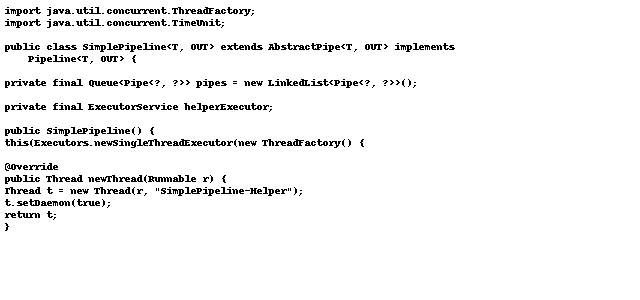 import java.util.concurrent.ThreadFactory;
import java.util.concurrent.TimeUnit;
public class SimplePipeline<T, OUT> extends AbstractPipe<T, OUT> implements
Pipeline<T, OUT> {
private final Queue<Pipe<?, ?>> pipes = new LinkedList<Pipe<?, ?>>();
private final ExecutorService helperExecutor;
public SimplePipeline() {
this(Executors.newSingleThreadExecutor(new ThreadFactory() {
@Override
public Thread newThread(Runnable r) {
Thread t = new Thread(r, "SimplePipeline-Helper");
t.setDaemon(true);
return t;
}